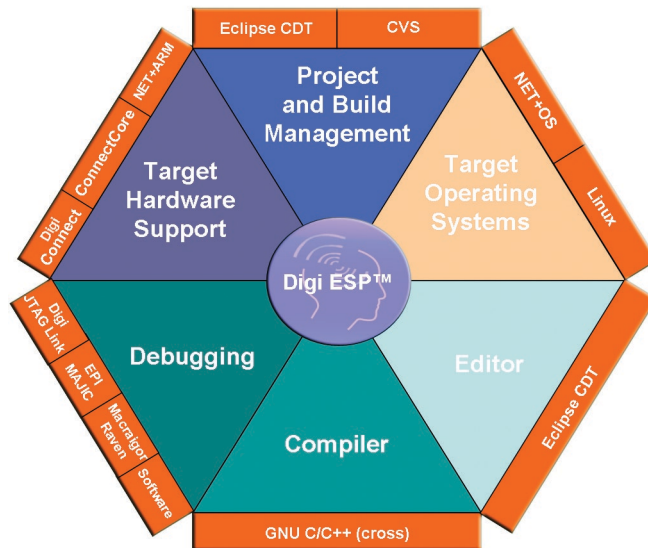 Eclipse CDT
CVS
Project
and Build
Management
NET+ARM
ConnectCore
Digi
Connect
Target
Hardware
Support
NET+OS
Linux
Target
Operating
Systems
Digi ESP™
Digi
JTAG Link
EPI
MAJIC
Macraigor
Raven
Software
Debugging
Editor
Eclipse CDT
Compiler
GNU C/C++ (cross)